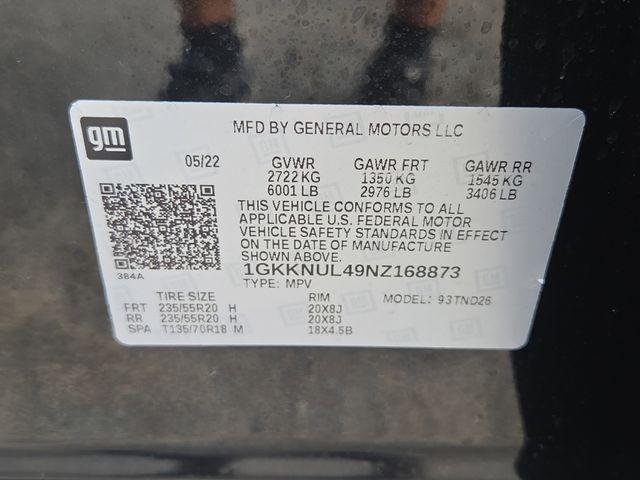 gm
MFD BY GENERAL MOTORS LLC
05/22 GVWR GAWR FRT GAWR RR
2722 KG 1350 KG 1545 KG
6001 LB 2976 LB 3406 LB
THIS VEHICLE CONFORMS TO ALL
APPLICABLE U.S. FEDERAL MOTOR
VEHICLE SAFETY STANDARDS IN EFFECT
ON THE DATE OF MANUFACTURE
SHOWN ABOVE.
384A
1GKKNUL49NZ168873
TYPE: MPV
TIRE SIZE RIM MODEL: 93TND26
FRT 235/55R20 H 20X8J
RR 235/55R20 H 20X8J
SPA T135/70R18 M 18X4.5B